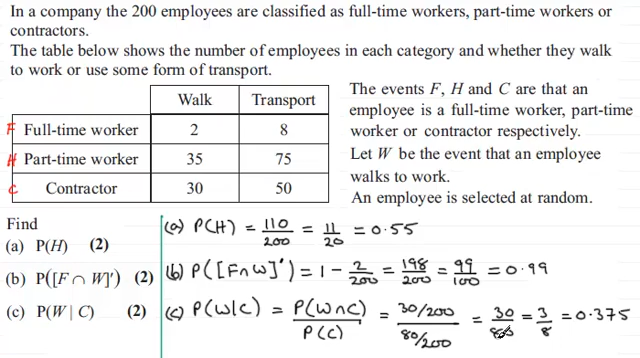 In a company the 200 employees are classified as full-time workers, part-time workers or
contractors.
The table below shows the number of employees in each category and whether they walk
to work or use some form of transport.
Walk Transport
F Full-time worker 2 8
H Part-time worker 35 75
C Contractor 30 50
The events F, H and C are that an
employee is a full-time worker, part-time
worker or contractor respectively.
Let W be the event that an employee
walks to work.
An employee is selected at random.
Find
(a) P(H) (2)
(b) P([F ∩ W]') (2)
(c) P(W | C) (2)
(a) P(H) = 110/200 = 11/20 = 0.55
(b) P([F∩W]') = 1 - 2/200 = 198/200 = 99/100 = 0.99
(c) P(W|C) = P(W∩C)/P(C) = (30/200)/(80/200) = 30/80 = 3/8 = 0.375